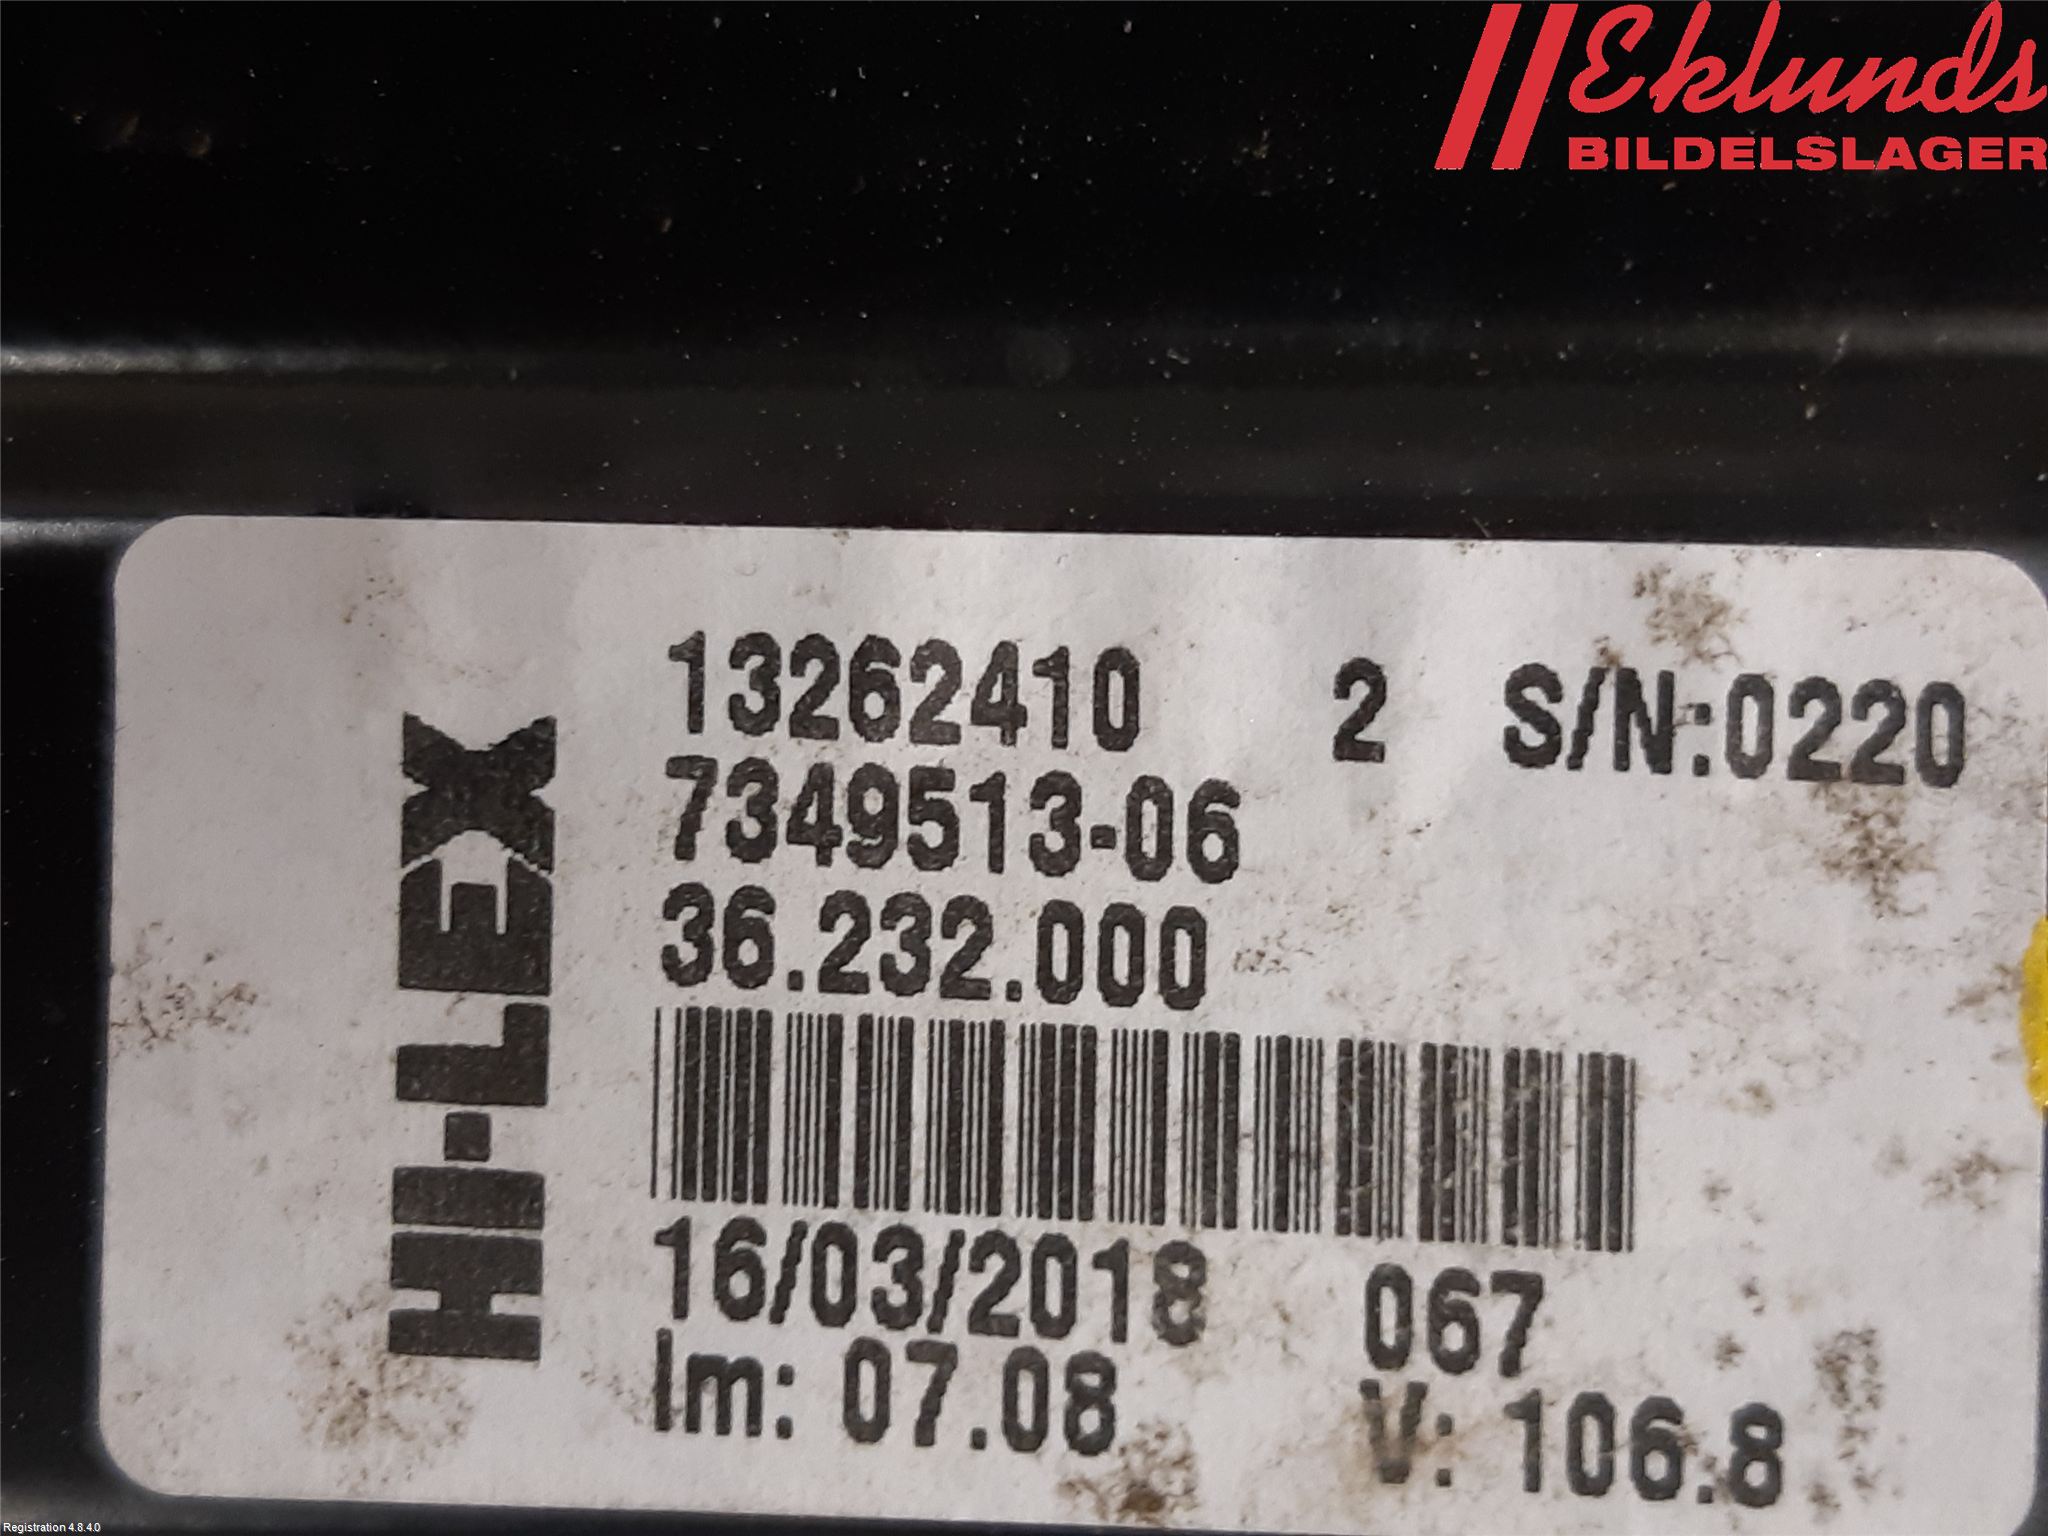 Eklunds
BILDELSLAGER
HI-LEX
13262410 2 S/N:0220
7349513-06
36.232.000
16/03/2018 067
Im: 07.08 V: 106.8
Registration 4.8.4.0